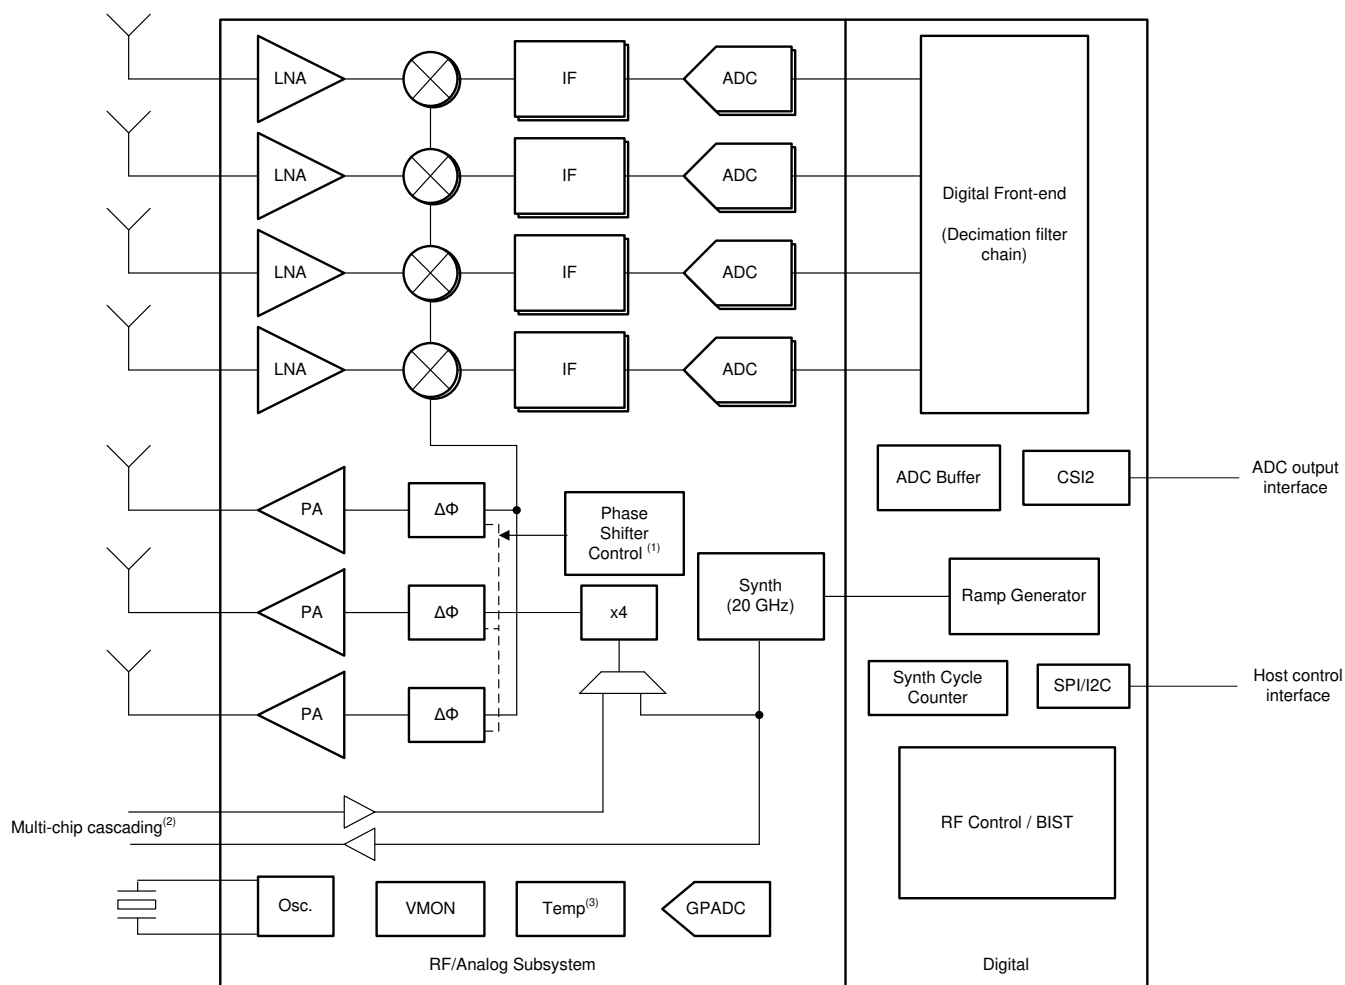 LNA
IF
ADC
LNA
IF
ADC
LNA
IF
ADC
LNA
IF
ADC
Digital Front-end
(Decimation filter
chain)
PA
ΔΦ
Phase
Shifter
Control (1)
ADC Buffer
CSI2
ADC output
interface
PA
ΔΦ
x4
Synth
(20 GHz)
Ramp Generator
PA
ΔΦ
Synth Cycle
Counter
SPI/I2C
Host control
interface
Multi-chip cascading(2)
RF Control / BIST
Osc.
VMON
Temp(3)
GPADC
RF/Analog Subsystem
Digital